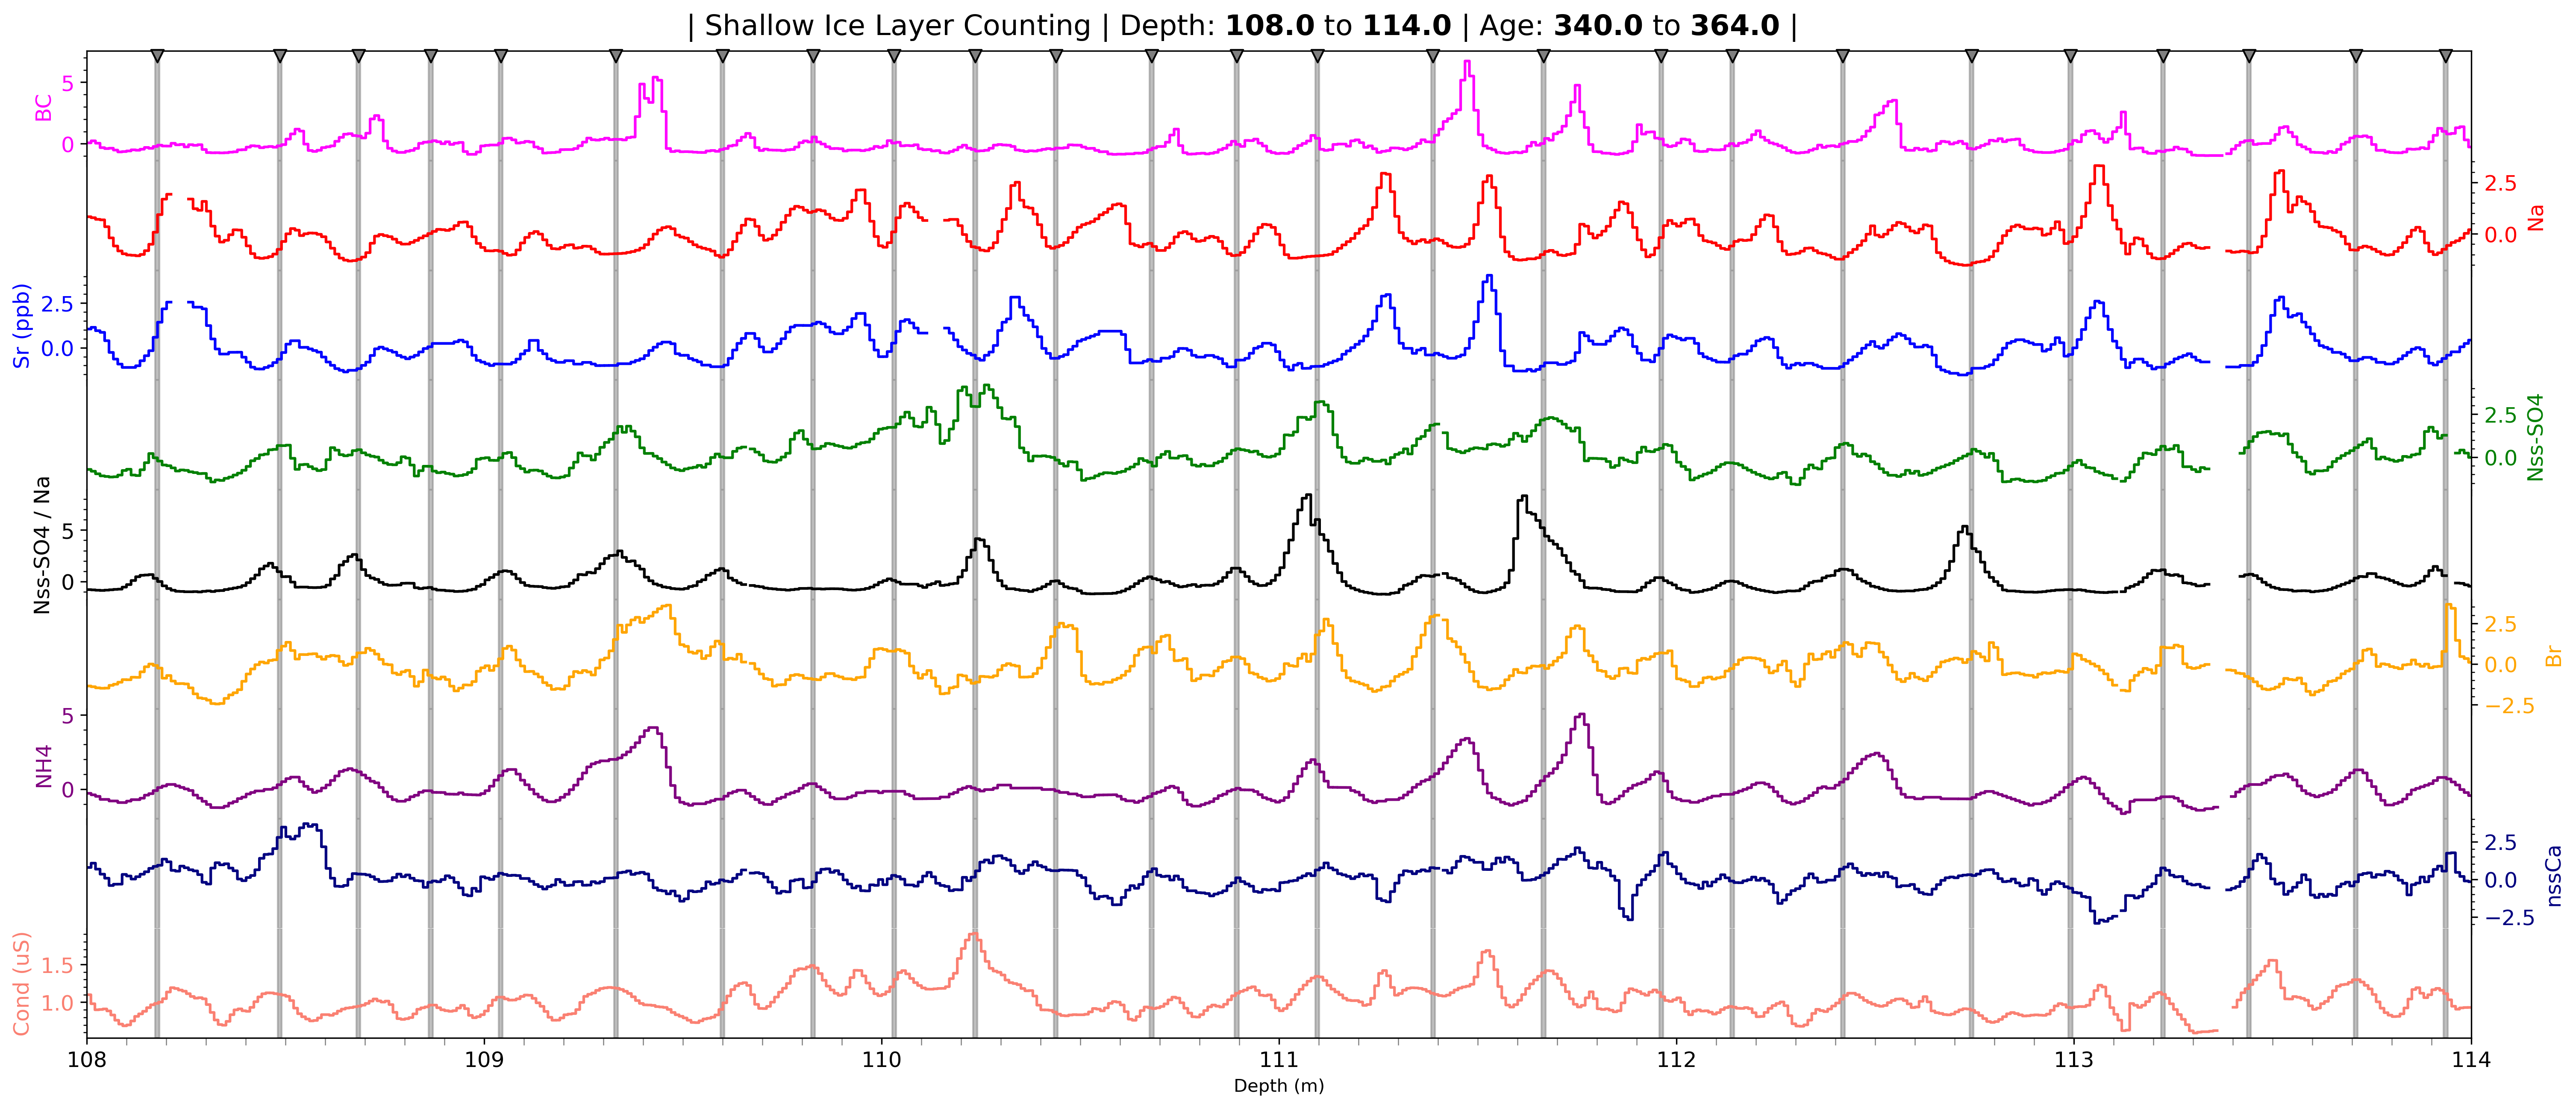 | Shallow Ice Layer Counting | Depth: 108.0 to 114.0 | Age: 340.0 to 364.0 |
BC
5
0
2.5
0.0
Na
Sr (ppb)
2.5
0.0
2.5
0.0
Nss-SO4
Nss-SO4 / Na
5
0
2.5
0.0
−2.5
Br
NH4
5
0
2.5
0.0
−2.5
nssCa
Cond (uS)
1.5
1.0
108 109 110 111 112 113 114
Depth (m)